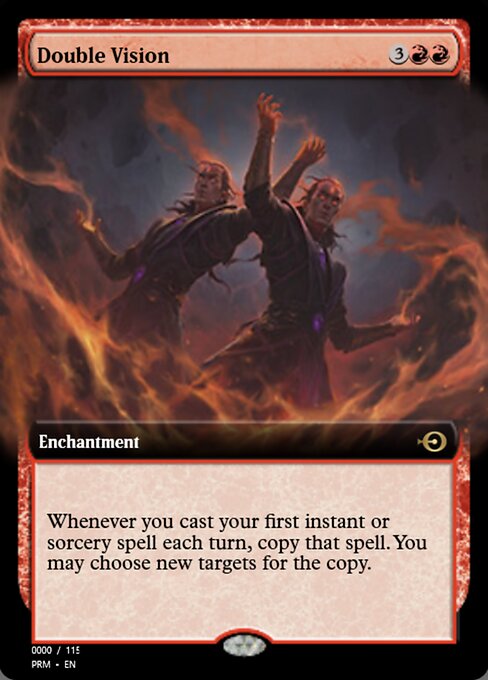 Double Vision 3
Enchantment
Whenever you cast your first instant or
sorcery spell each turn, copy that spell. You
may choose new targets for the copy.
0000 / 115
PRM • EN